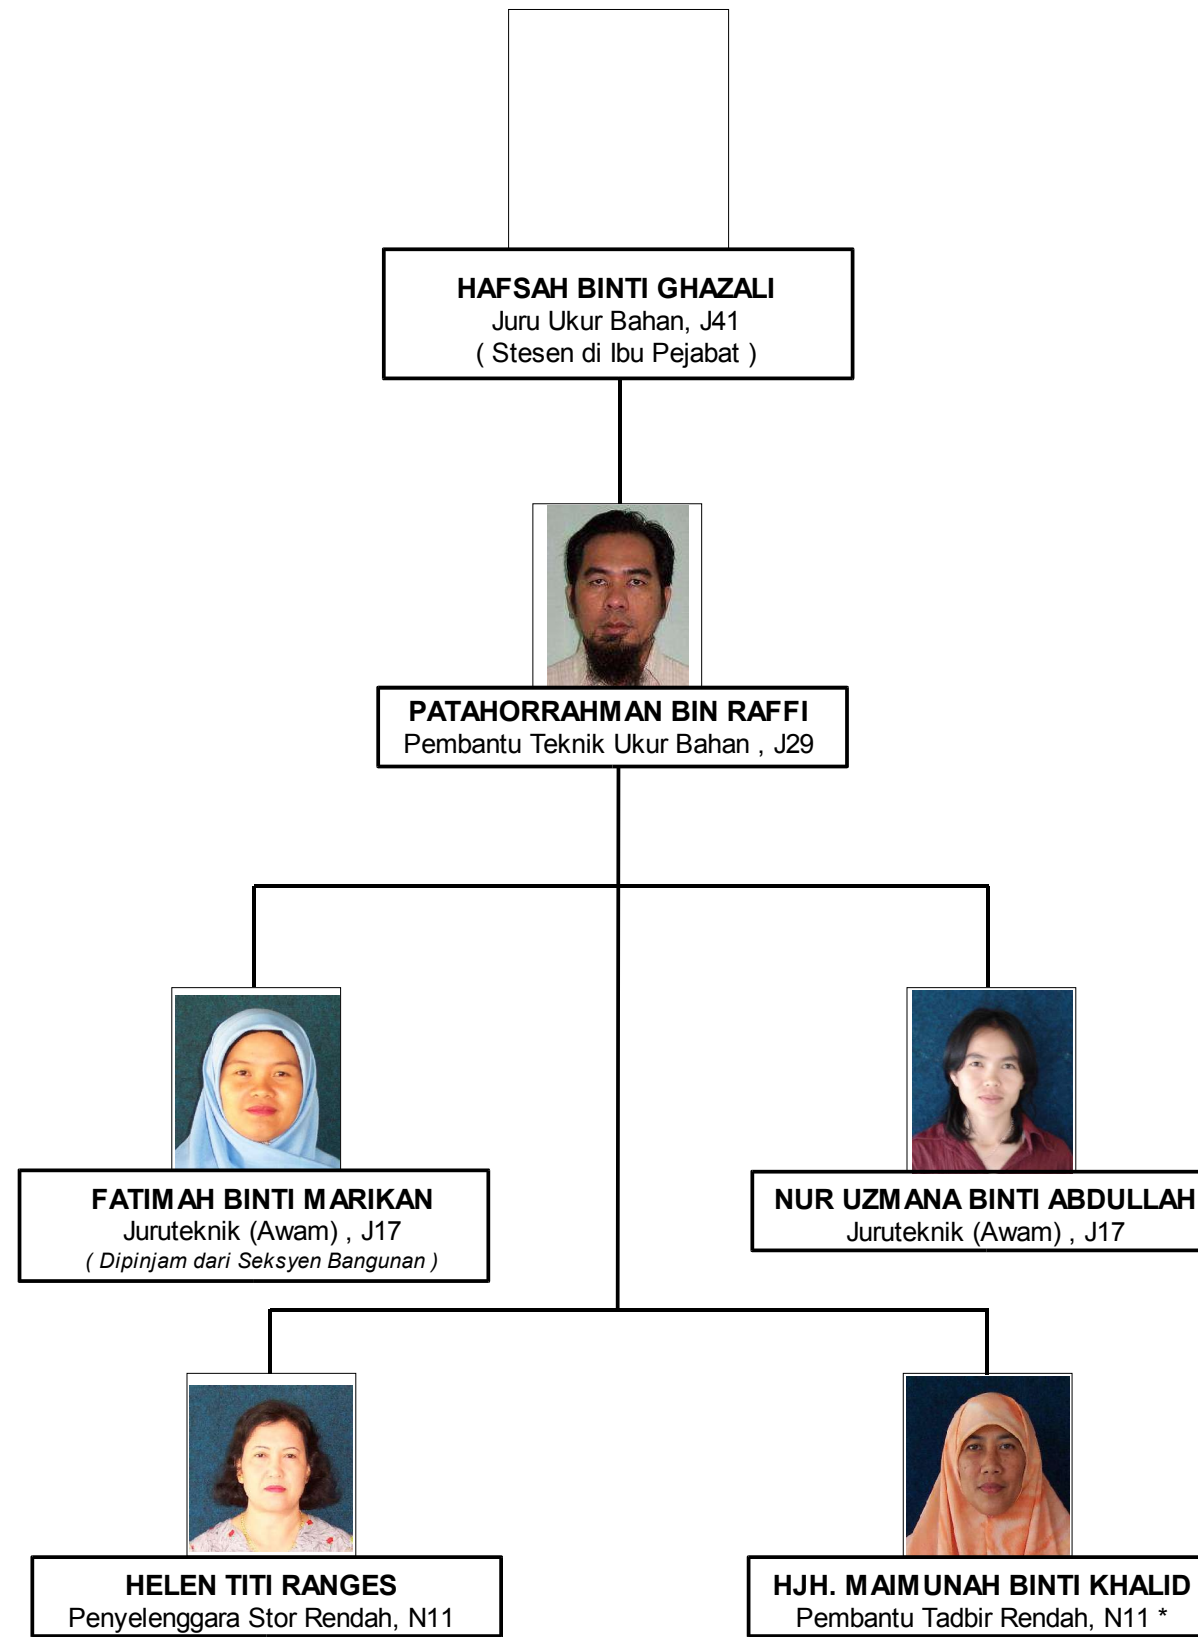 HAFSAH BINTI GHAZALI
Juru Ukur Bahan, J41
( Stesen di Ibu Pejabat )
PATAHORRAHMAN BIN RAFFI
Pembantu Teknik Ukur Bahan , J29
FATIMAH BINTI MARIKAN
Juruteknik (Awam) , J17
( Dipinjam dari Seksyen Bangunan )
NUR UZMANA BINTI ABDULLAH
Juruteknik (Awam) , J17
HELEN TITI RANGES
Penyelenggara Stor Rendah, N11
HJH. MAIMUNAH BINTI KHALID
Pembantu Tadbir Rendah, N11 *